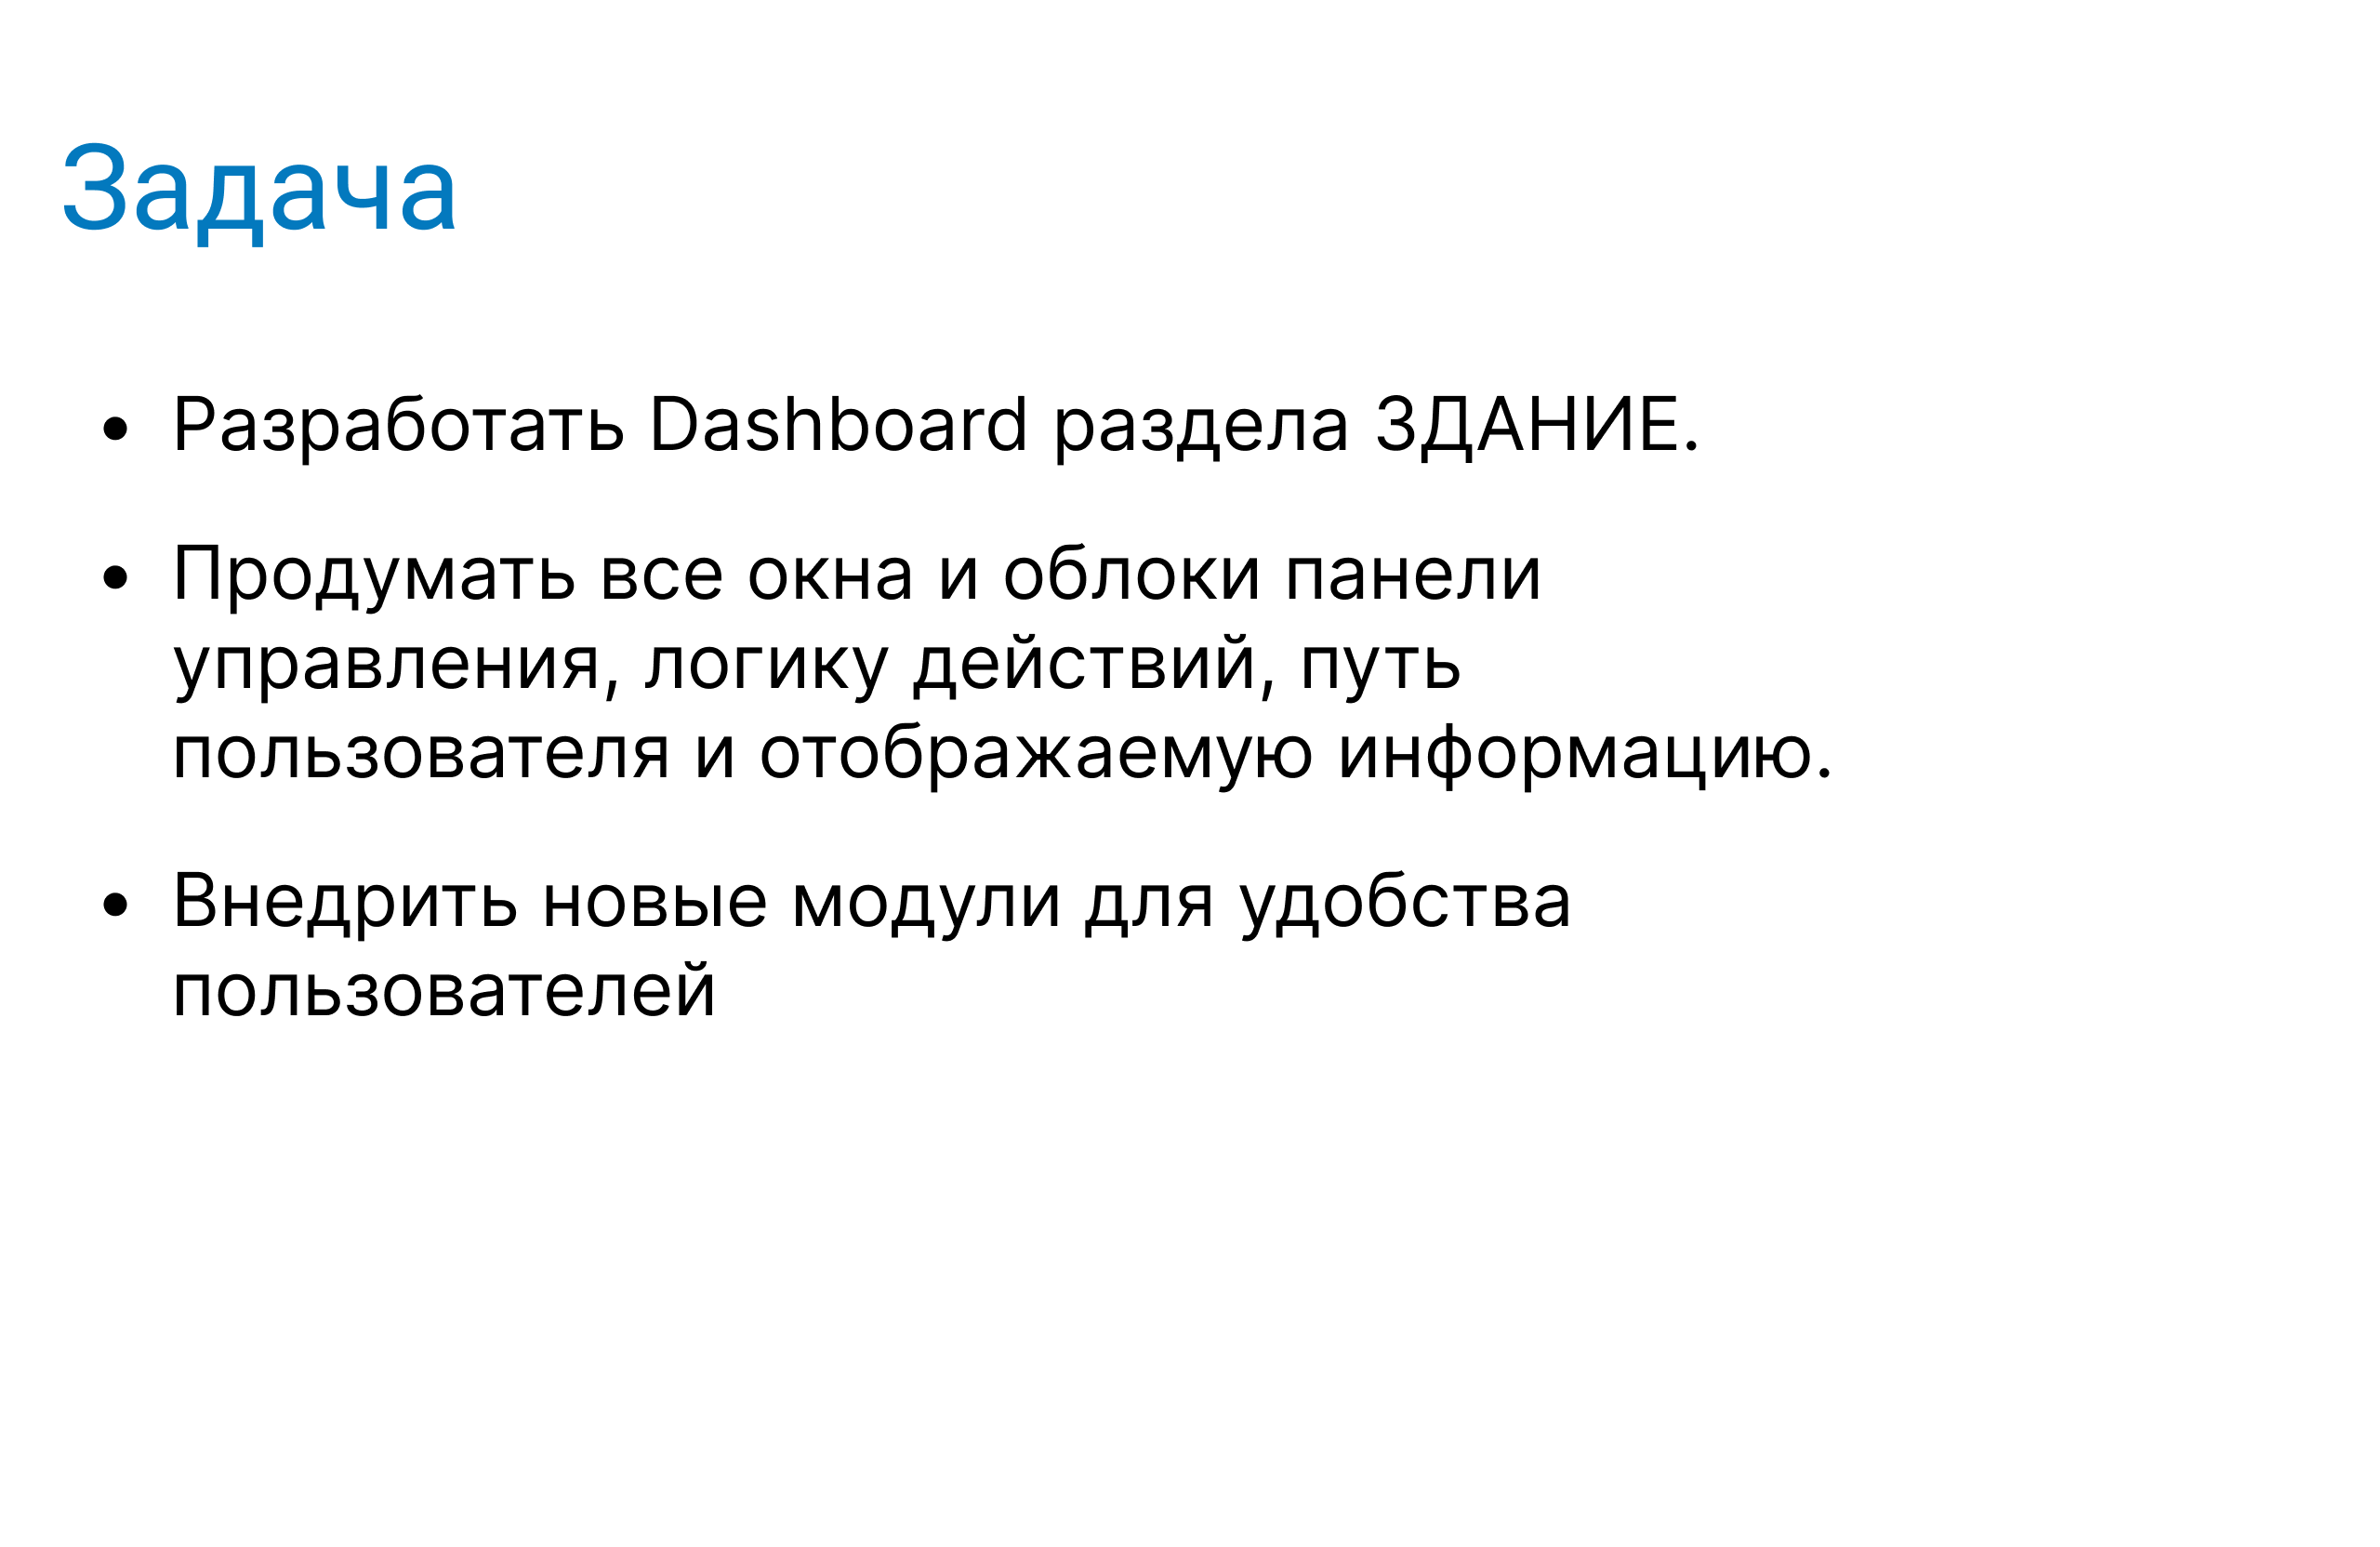 Задача
• Разработать Dashboard раздела ЗДАНИЕ.
• Продумать все окна и облоки панели
управления, логику действий, путь
пользователя и отображаемую информацию.
• Внедрить новые модули для удобства
пользователей